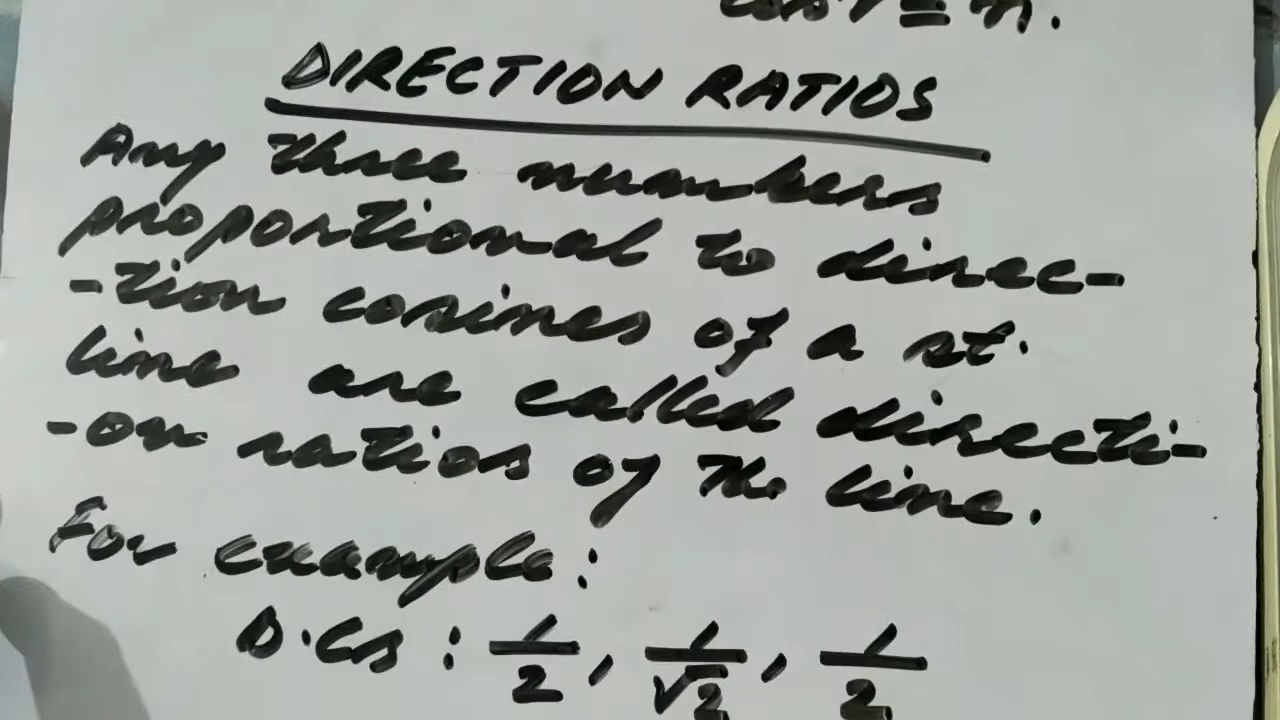 cos γ = n.
DIRECTION RATIOS
Any three numbers
proportional to direc-
-tion cosines of a st.
line are called directi-
-on ratios of the line.
For example:
D.Cs : 1/2, 1/√2, 1/2